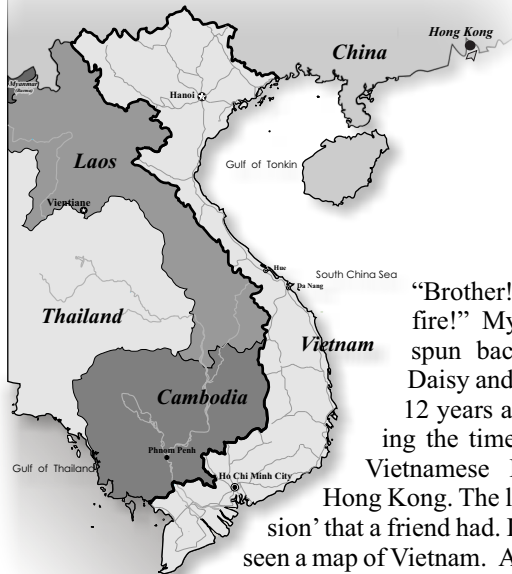 Hong Kong
China
Myanmar
(Burma)
Hanoi
Laos
Gulf of Tonkin
Vientiane
Hue
South China Sea
Da Nang
Thailand
Vietnam
Cambodia
Phnom Penh
Gulf of Thailand
Ho Chi Minh City
“Brother!
fire!” My
spun bac
Daisy and
12 years a
ing the time
Vietnamese
Hong Kong. The l
sion’ that a friend had. I
seen a map of Vietnam. A